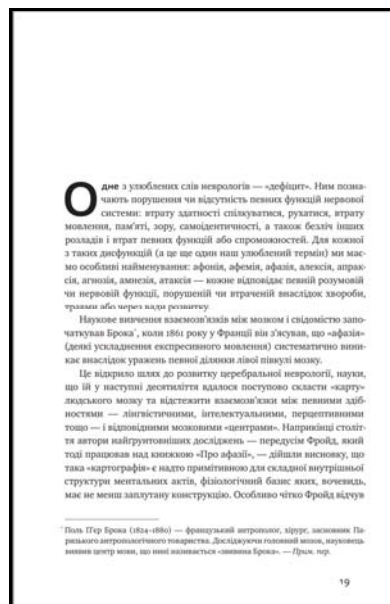 Одне з улюблених слів неврологів — «дефіцит». Ним позна-
чають порушення чи відсутність певних функцій нервової
системи: втрату здатності спілкуватися, рухатися, втрату
мовлення, пам'яті, зору, самоідентичності, а також безліч інших
розладів і втрат певних функцій або спроможностей. Для кожної
з таких дисфункцій (а це ще один наш улюблений термін) ми має-
мо особливі найменування: афонія, афемія, афазія, алексія, апрак-
сія, агнозія, амнезія, атаксія — кожне відповідає певній розумовій
чи нервовій функції, порушеній чи втраченій внаслідок хвороби,
травми або через вади розвитку.
Наукове вивчення взаємозв'язків між мозком і свідомістю запо-
чаткував Брока*, коли 1861 року у Франції він з'ясував, що «афазія»
(деякі ускладнення експресивного мовлення) систематично вини-
кає внаслідок уражень певної ділянки лівої півкулі мозку.
Це відкрило шлях до розвитку церебральної неврології, науки,
що їй у наступні десятиліття вдалося поступово скласти «карту»
людського мозку та відстежити взаємозв'язки між певними здіб-
ностями — лінгвістичними, інтелектуальними, перцептивними
тощо — і відповідними мозковими «центрами». Наприкінці століт-
тя автори найґрунтовніших досліджень — передусім Фройд, який
тоді працював над книжкою «Про афазії», — дійшли висновку, що
така «картографія» є надто примітивною для складної внутрішньої
структури ментальних актів, фізіологічний базис яких, вочевидь,
має не менш заплутану конструкцію. Особливо чітко Фройд відчув
* Поль П'єр Брока (1824–1880) — французький антрополог, хірург, засновник Па-
ризького антропологічного товариства. Досліджуючи головний мозок, науковець
виявив центр мови, що нині називається «звивина Брока». — Прим. пер.
19